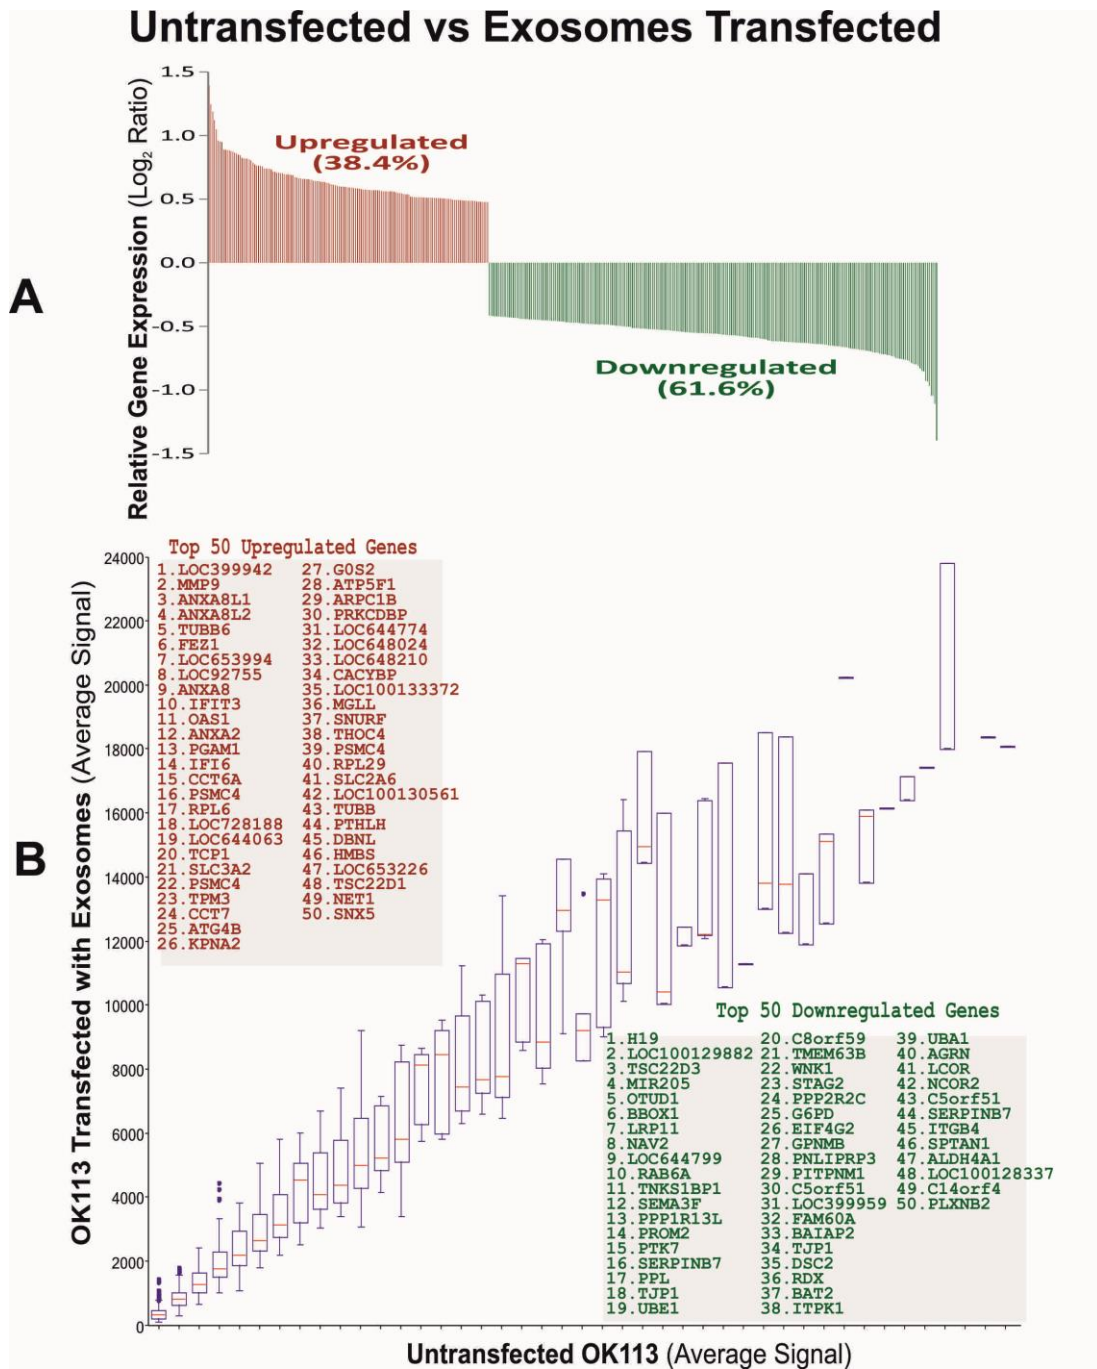 Untransfected vs Exosomes Transfected
A
Relative Gene Expression (Log2 Ratio)
1.5
1.0
0.5
0.0
-0.5
-1.0
-1.5
Upregulated
(38.4%)
Downregulated
(61.6%)
B
OK113 Transfected with Exosomes (Average Signal)
24000
22000
20000
18000
16000
14000
12000
10000
8000
6000
4000
2000
0
Top 50 Upregulated Genes
1.LOC399942
2.MMP9
3.ANXA8L1
4.ANXA8L2
5.TUBB6
6.FEZ1
7.LOC653994
8.LOC92755
9.ANXA8
10.IFIT3
11.OAS1
12.ANXA2
13.PGAM1
14.IFI6
15.CCT6A
16.PSMC4
17.RPL6
18.LOC728188
19.LOC644063
20.TCP1
21.SLC3A2
22.PSMC4
23.TPM3
24.CCT7
25.ATG4B
26.KPNA2
27.G0S2
28.ATP5F1
29.ARPC1B
30.PRKCDBP
31.LOC644774
32.LOC648024
33.LOC648210
34.CACYBP
35.LOC100133372
36.MGLL
37.SNURF
38.THOC4
39.PSMC4
40.RPL29
41.SLC2A6
42.LOC100130561
43.TUBB
44.PTHLH
45.DBNL
46.HMBS
47.LOC653226
48.TSC22D1
49.NET1
50.SNX5
Top 50 Downregulated Genes
1.H19
2.LOC100129882
3.TSC22D3
4.MIR205
5.OTUD1
6.BBOX1
7.LRP11
8.NAV2
9.LOC644799
10.RAB6A
11.TNKS1BP1
12.SEMA3F
13.PPP1R13L
14.PROM2
15.PTK7
16.SERPINB7
17.PPL
18.TJP1
19.UBE1
20.C8orf59
21.TMEM63B
22.WNK1
23.STAG2
24.PPP2R2C
25.G6PD
26.EIF4G2
27.GPNMB
28.PNLIPRP3
29.PITPNM1
30.C5orf51
31.LOC399959
32.FAM60A
33.BAIAP2
34.TJP1
35.DSC2
36.RDX
37.BAT2
38.ITPK1
39.UBA1
40.AGRN
41.LCOR
42.NCOR2
43.C5orf51
44.SERPINB7
45.ITGB4
46.SPTAN1
47.ALDH4A1
48.LOC100128337
49.C14orf4
50.PLXNB2
Untransfected OK113 (Average Signal)